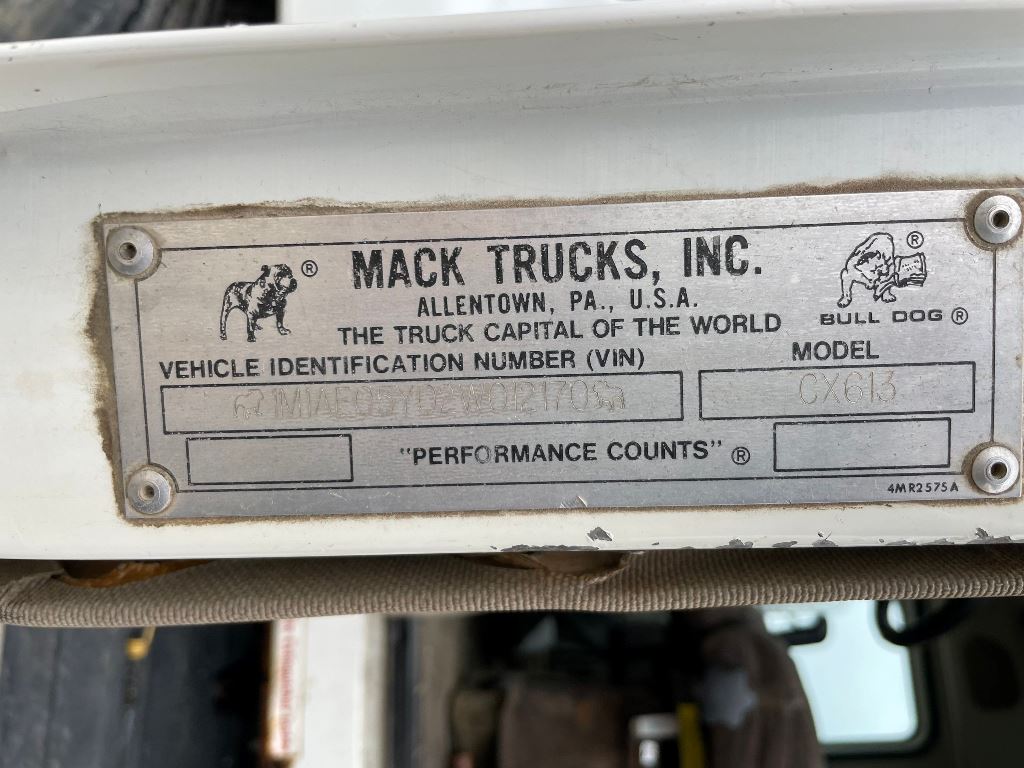 MACK TRUCKS, INC.
ALLENTOWN, PA., U.S.A.
THE TRUCK CAPITAL OF THE WORLD
BULL DOG ®
VEHICLE IDENTIFICATION NUMBER (VIN)
MODEL
1M1AE05Y02W012170
CX613
"PERFORMANCE COUNTS" ®
4MR2575A